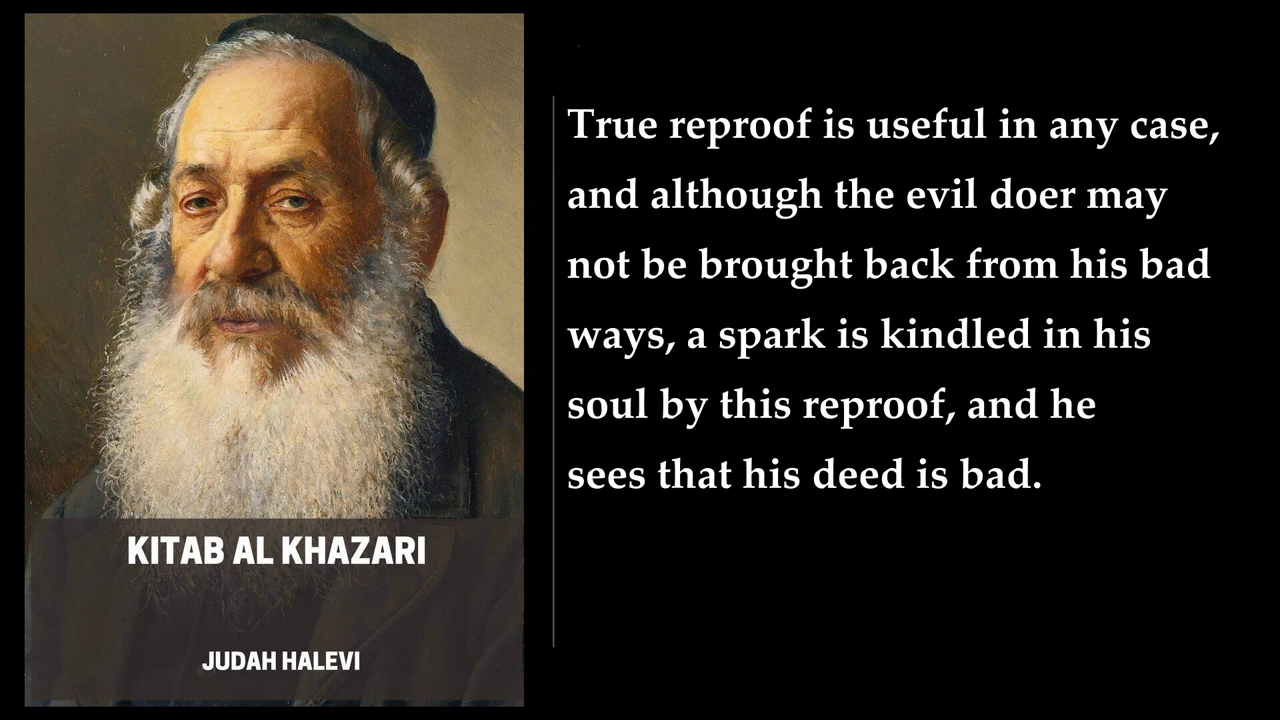 KITAB AL KHAZARI
JUDAH HALEVI
True reproof is useful in any case,
and although the evil doer may
not be brought back from his bad
ways, a spark is kindled in his
soul by this reproof, and he
sees that his deed is bad.